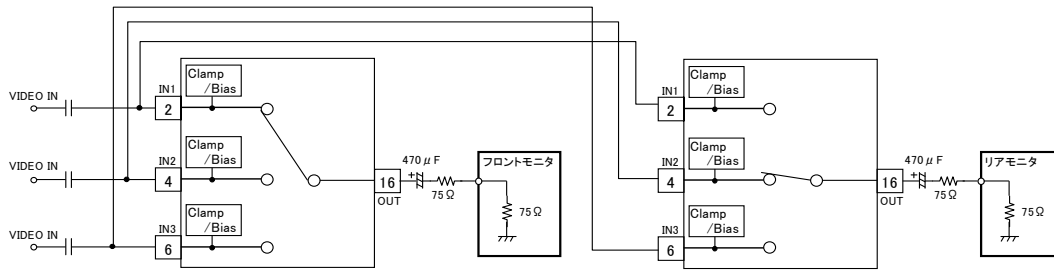 VIDEO IN
IN1
2
Clamp
/Bias
VIDEO IN
IN2
4
Clamp
/Bias
VIDEO IN
IN3
6
Clamp
/Bias
16
OUT
470μF
75Ω
フロントモニタ
75Ω
IN1
2
Clamp
/Bias
IN2
4
Clamp
/Bias
IN3
6
Clamp
/Bias
16
OUT
470μF
75Ω
リアモニタ
75Ω